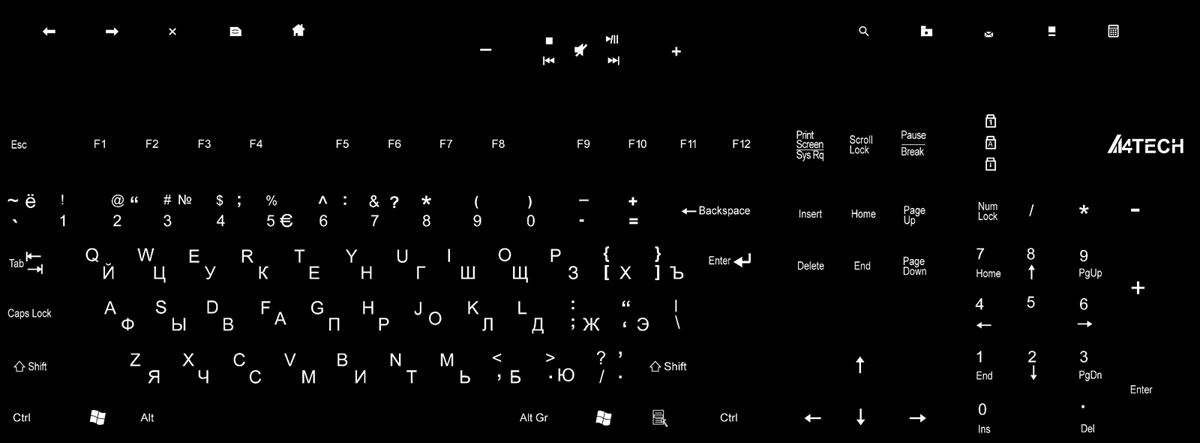 Esc F1 F2 F3 F4 F5 F6 F7 F8 F9 F10 F11 F12 Print Screen Sys Rq Scroll Lock Pause Break 1 A A4TECH
~ ё ! @ “ # № $ ; % ^ : & ? * ( ) _ +
` 1 2 3 4 5 € 6 7 8 9 0 - = ← Backspace Insert Home Page Up Num Lock / * -
Tab Q W E R T Y U I O P { } Enter Delete End Page Down 7 8 9
Й Ц У К Е Н Г Ш Щ З [ Х ] Ъ Home ↑ PgUp
+
Caps Lock A S D F G H J K L : “ | 4 5 6
Ф Ы В А П Р О Л Д ; Ж ‘ Э \ ← →
Shift Z X C V B N M < > ? , Shift ↑ 1 2 3
Я Ч С М И Т Ь , Б . Ю / . End ↓ PgDn Enter
Ctrl Alt Alt Gr Ctrl ← ↓ → 0 .
Ins Del